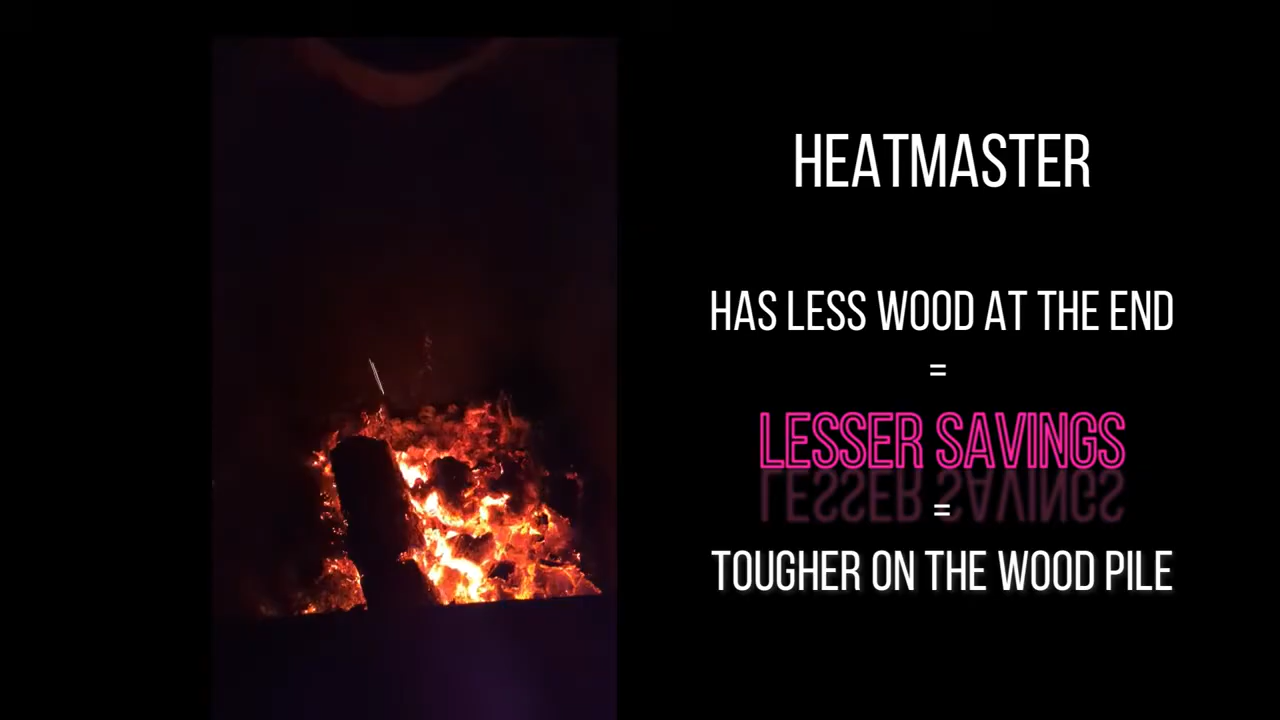 HEATMASTER
HAS LESS WOOD AT THE END
=
LESSER SAVINGS
=
TOUGHER ON THE WOOD PILE